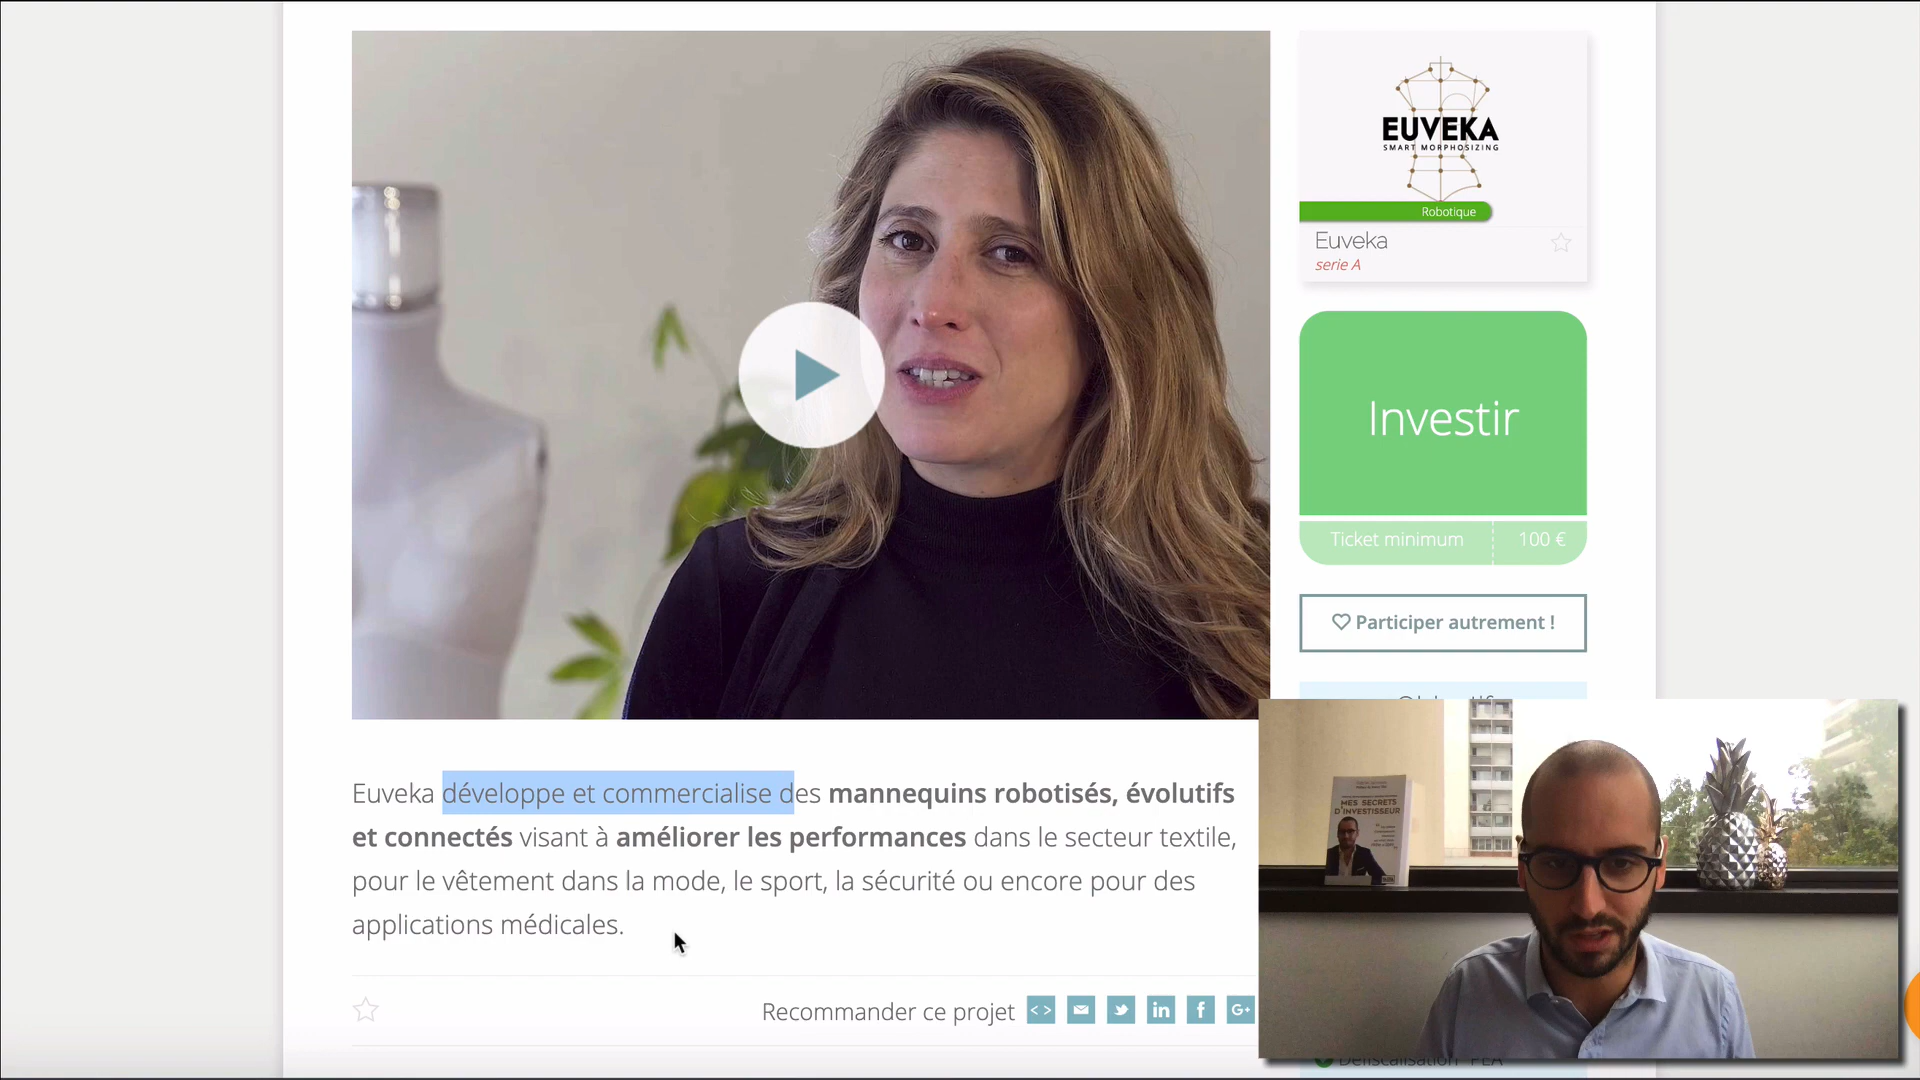 EUVEKA
SMART MORPHOSIZING
Robotique
Euveka
serie A
Investir
Ticket minimum 100 €
Participer autrement !
Euveka développe et commercialise des mannequins robotisés, évolutifs
et connectés visant à améliorer les performances dans le secteur textile,
pour le vêtement dans la mode, le sport, la sécurité ou encore pour des
applications médicales.
Recommander ce projet
MES SECRETS
D'INVESTISSEUR